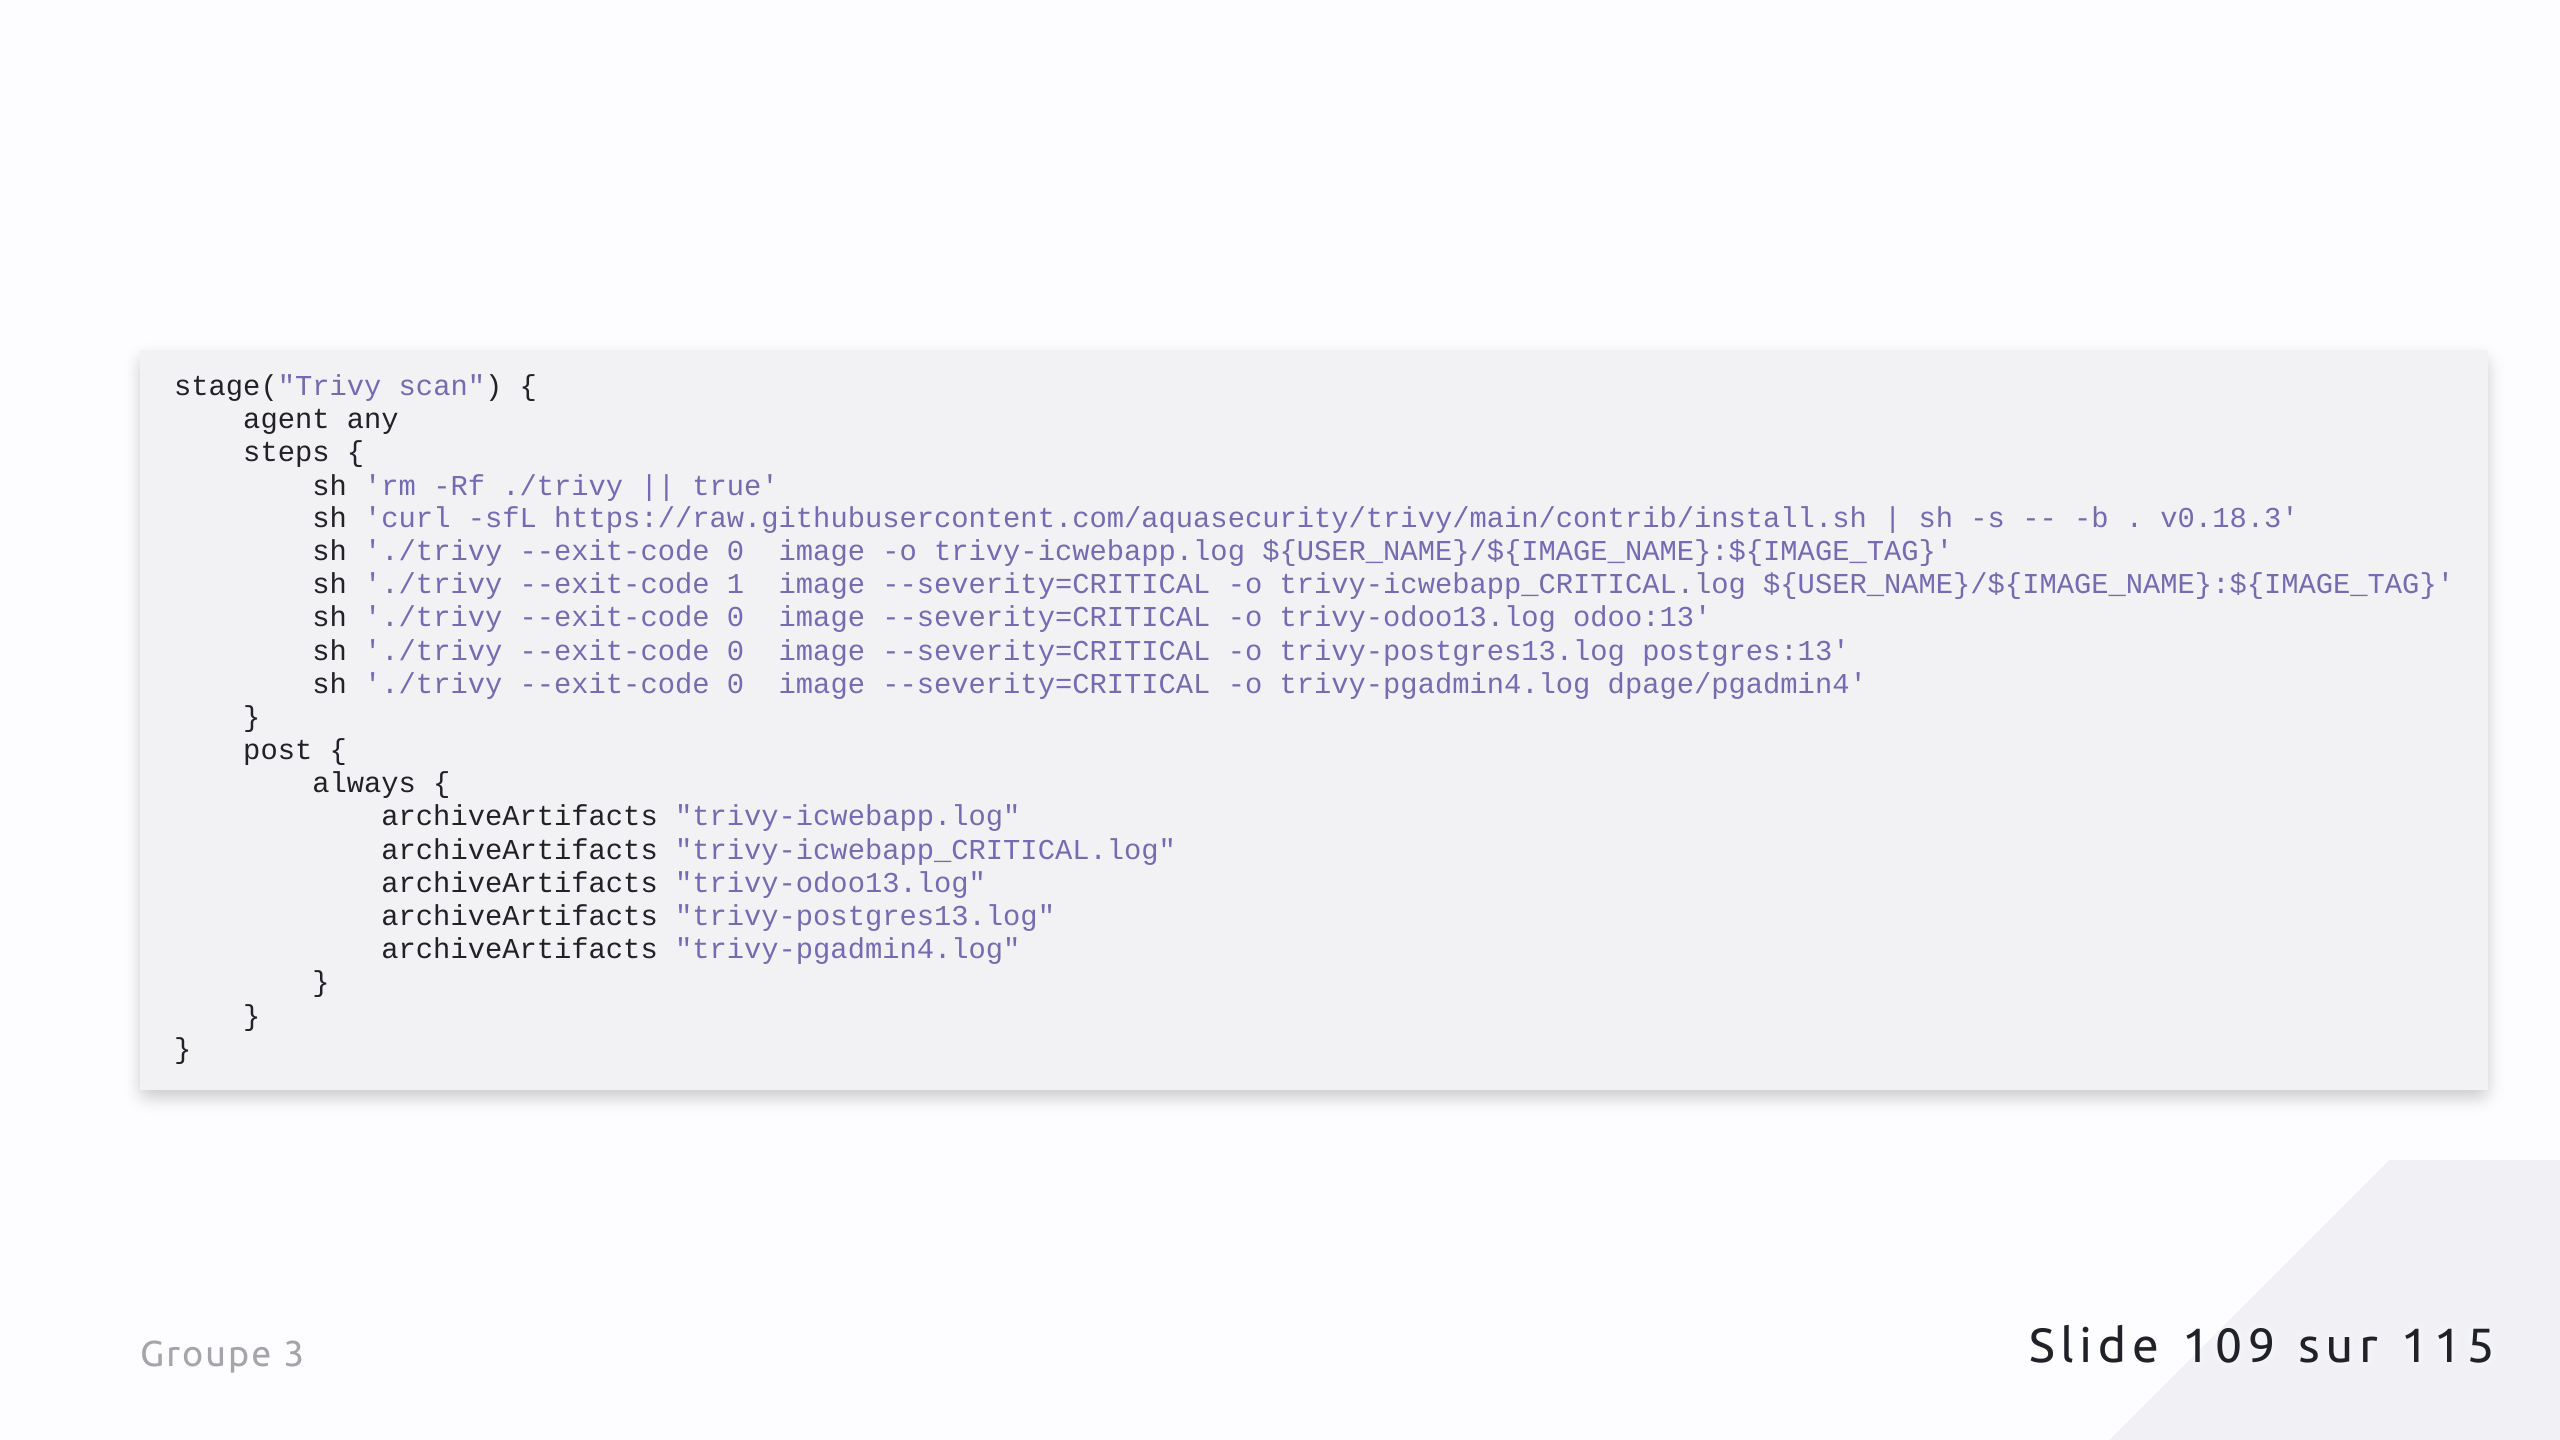 stage("Trivy scan") {
    agent any
    steps {
        sh 'rm -Rf ./trivy || true'
        sh 'curl -sfL https://raw.githubusercontent.com/aquasecurity/trivy/main/contrib/install.sh | sh -s -- -b . v0.18.3'
        sh './trivy --exit-code 0  image -o trivy-icwebapp.log ${USER_NAME}/${IMAGE_NAME}:${IMAGE_TAG}'
        sh './trivy --exit-code 1  image --severity=CRITICAL -o trivy-icwebapp_CRITICAL.log ${USER_NAME}/${IMAGE_NAME}:${IMAGE_TAG}'
        sh './trivy --exit-code 0  image --severity=CRITICAL -o trivy-odoo13.log odoo:13'
        sh './trivy --exit-code 0  image --severity=CRITICAL -o trivy-postgres13.log postgres:13'
        sh './trivy --exit-code 0  image --severity=CRITICAL -o trivy-pgadmin4.log dpage/pgadmin4'
    }
    post {
        always {
            archiveArtifacts "trivy-icwebapp.log"
            archiveArtifacts "trivy-icwebapp_CRITICAL.log"
            archiveArtifacts "trivy-odoo13.log"
            archiveArtifacts "trivy-postgres13.log"
            archiveArtifacts "trivy-pgadmin4.log"
        }
    }
}
Groupe 3
Slide 109 sur 115